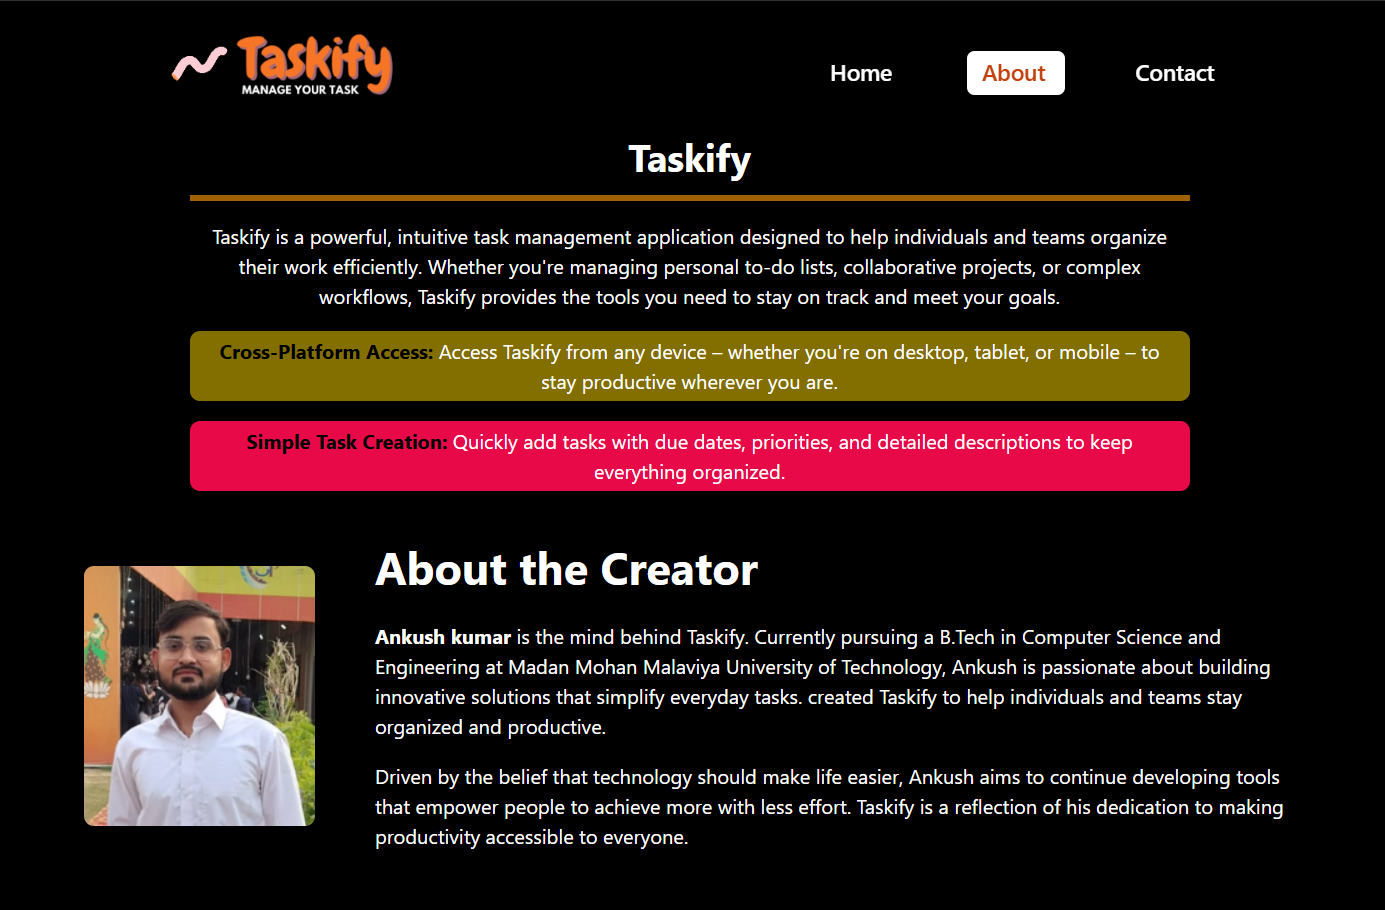 Taskify
MANAGE YOUR TASK
Home
About
Contact
Taskify
Taskify is a powerful, intuitive task management application designed to help individuals and teams organize
their work efficiently. Whether you're managing personal to-do lists, collaborative projects, or complex
workflows, Taskify provides the tools you need to stay on track and meet your goals.
Cross-Platform Access: Access Taskify from any device – whether you're on desktop, tablet, or mobile – to
stay productive wherever you are.
Simple Task Creation: Quickly add tasks with due dates, priorities, and detailed descriptions to keep
everything organized.
About the Creator
Ankush kumar is the mind behind Taskify. Currently pursuing a B.Tech in Computer Science and
Engineering at Madan Mohan Malaviya University of Technology, Ankush is passionate about building
innovative solutions that simplify everyday tasks. created Taskify to help individuals and teams stay
organized and productive.
Driven by the belief that technology should make life easier, Ankush aims to continue developing tools
that empower people to achieve more with less effort. Taskify is a reflection of his dedication to making
productivity accessible to everyone.